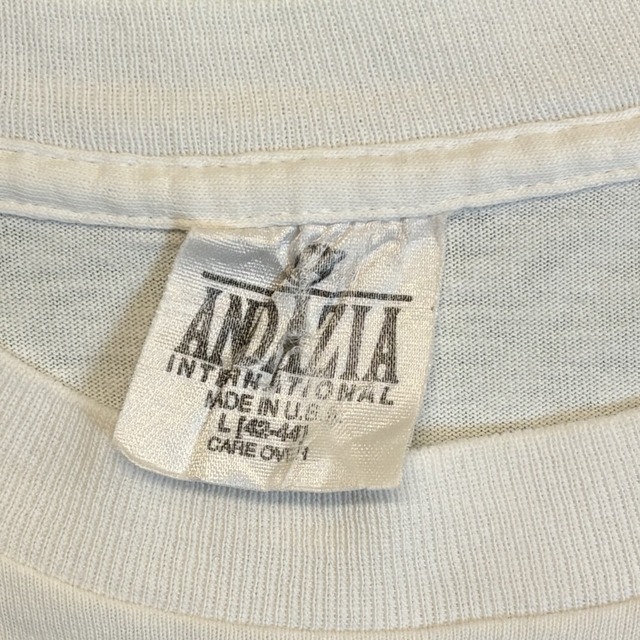 ANDAZIA
INTERNATIONAL
MADE IN U.S.A.
L [42-44]
CARE OVER